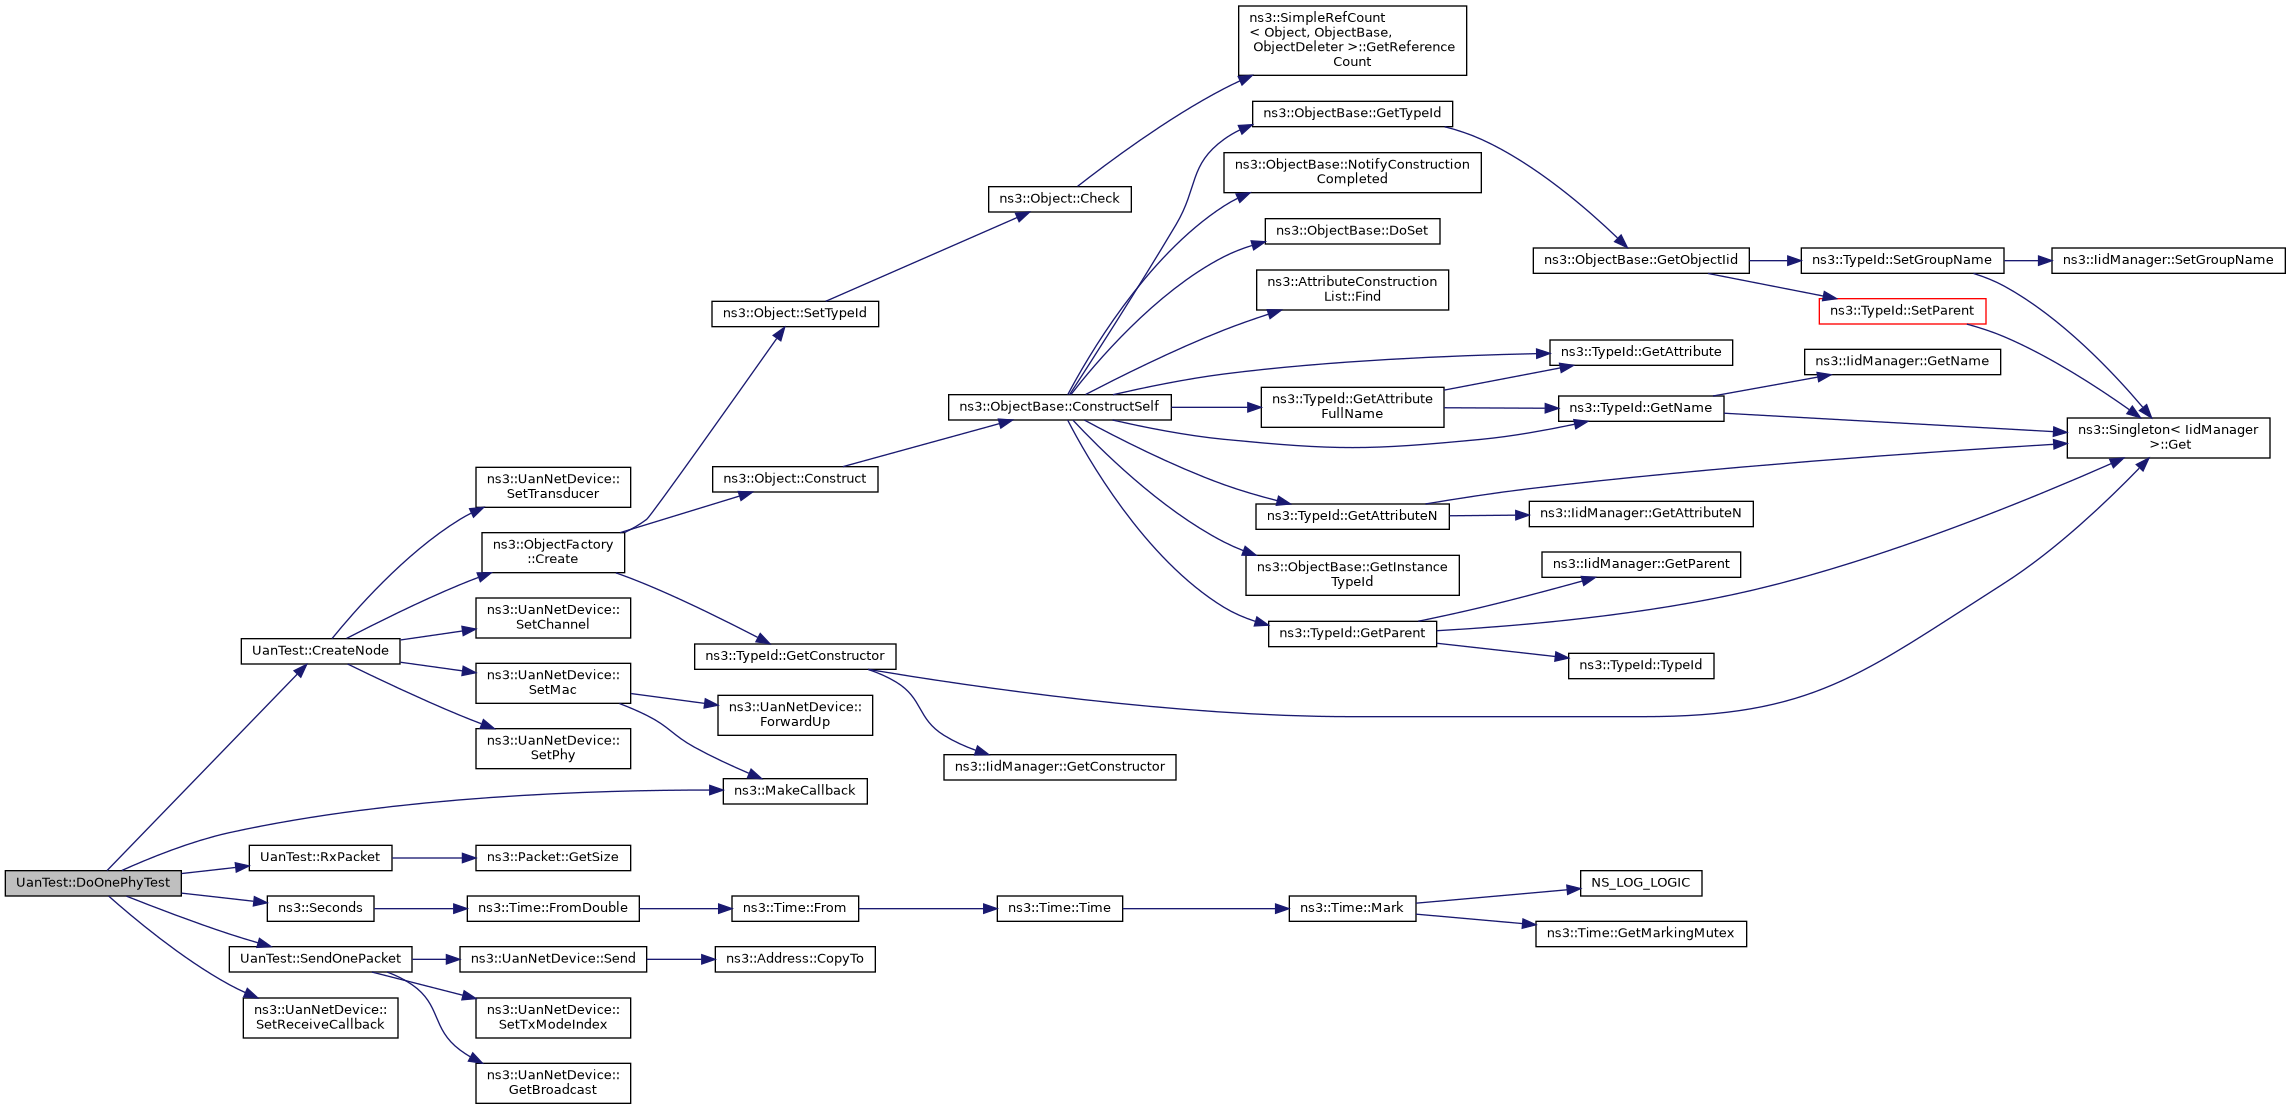 ns3::SimpleRefCount
< Object, ObjectBase,
ObjectDeleter >::GetReference
Count
ns3::ObjectBase::GetTypeId
ns3::ObjectBase::NotifyConstruction
Completed
ns3::Object::Check
ns3::ObjectBase::DoSet
ns3::ObjectBase::GetObjectIid
ns3::TypeId::SetGroupName
ns3::IidManager::SetGroupName
ns3::AttributeConstruction
List::Find
ns3::Object::SetTypeId
ns3::TypeId::SetParent
ns3::TypeId::GetAttribute
ns3::IidManager::GetName
ns3::ObjectBase::ConstructSelf
ns3::TypeId::GetAttribute
FullName
ns3::TypeId::GetName
ns3::Singleton< IidManager
>::Get
ns3::UanNetDevice::
SetTransducer
ns3::Object::Construct
ns3::TypeId::GetAttributeN
ns3::IidManager::GetAttributeN
ns3::ObjectFactory
::Create
ns3::ObjectBase::GetInstance
TypeId
ns3::IidManager::GetParent
ns3::UanNetDevice::
SetChannel
ns3::TypeId::GetParent
UanTest::CreateNode
ns3::TypeId::GetConstructor
ns3::TypeId::TypeId
ns3::UanNetDevice::
SetMac
ns3::UanNetDevice::
ForwardUp
ns3::UanNetDevice::
SetPhy
ns3::IidManager::GetConstructor
ns3::MakeCallback
UanTest::RxPacket
ns3::Packet::GetSize
UanTest::DoOnePhyTest
NS_LOG_LOGIC
ns3::Seconds
ns3::Time::FromDouble
ns3::Time::From
ns3::Time::Time
ns3::Time::Mark
ns3::Time::GetMarkingMutex
UanTest::SendOnePacket
ns3::UanNetDevice::Send
ns3::Address::CopyTo
ns3::UanNetDevice::
SetReceiveCallback
ns3::UanNetDevice::
SetTxModeIndex
ns3::UanNetDevice::
GetBroadcast